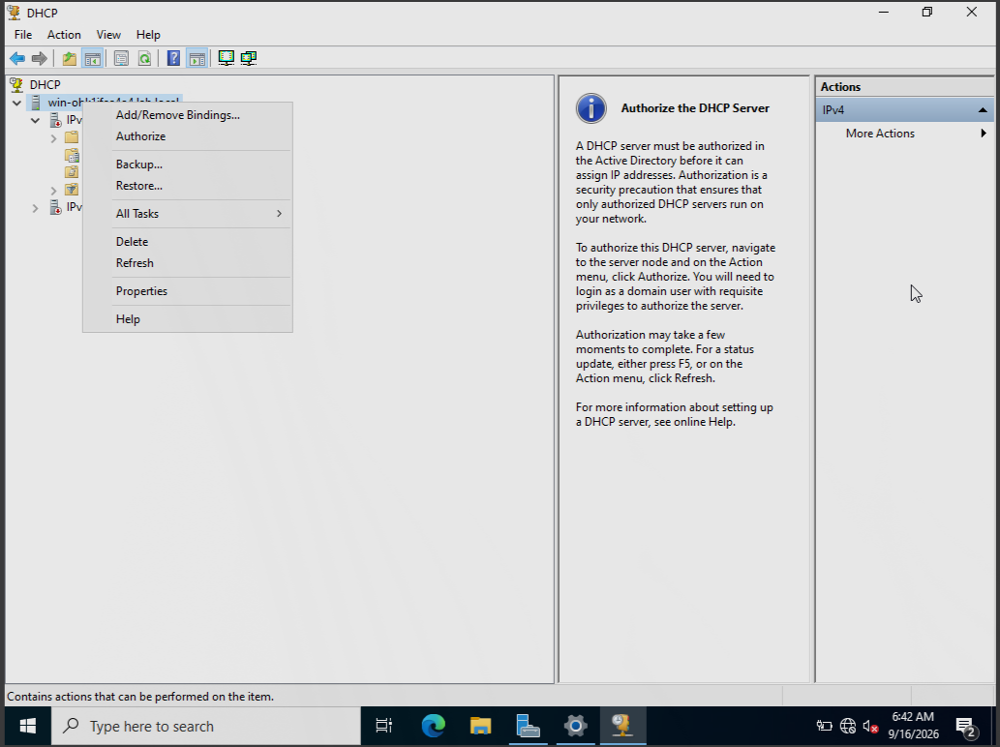 DHCP
File Action View Help
DHCP
Add/Remove Bindings...
Authorize
Backup...
Restore...
All Tasks
Delete
Refresh
Properties
Help
Authorize the DHCP Server
A DHCP server must be authorized in
the Active Directory before it can
assign IP addresses. Authorization is a
security precaution that ensures that
only authorized DHCP servers run on
your network.
To authorize this DHCP server, navigate
to the server node and on the Action
menu, click Authorize. You will need to
login as a domain user with requisite
privileges to authorize the server.
Authorization may take a few
moments to complete. For a status
update, either press F5, or on the
Action menu, click Refresh.
For more information about setting up
a DHCP server, see online Help.
Actions
IPv4
More Actions
Contains actions that can be performed on the item.
Type here to search
6:42 AM
9/16/2026
2